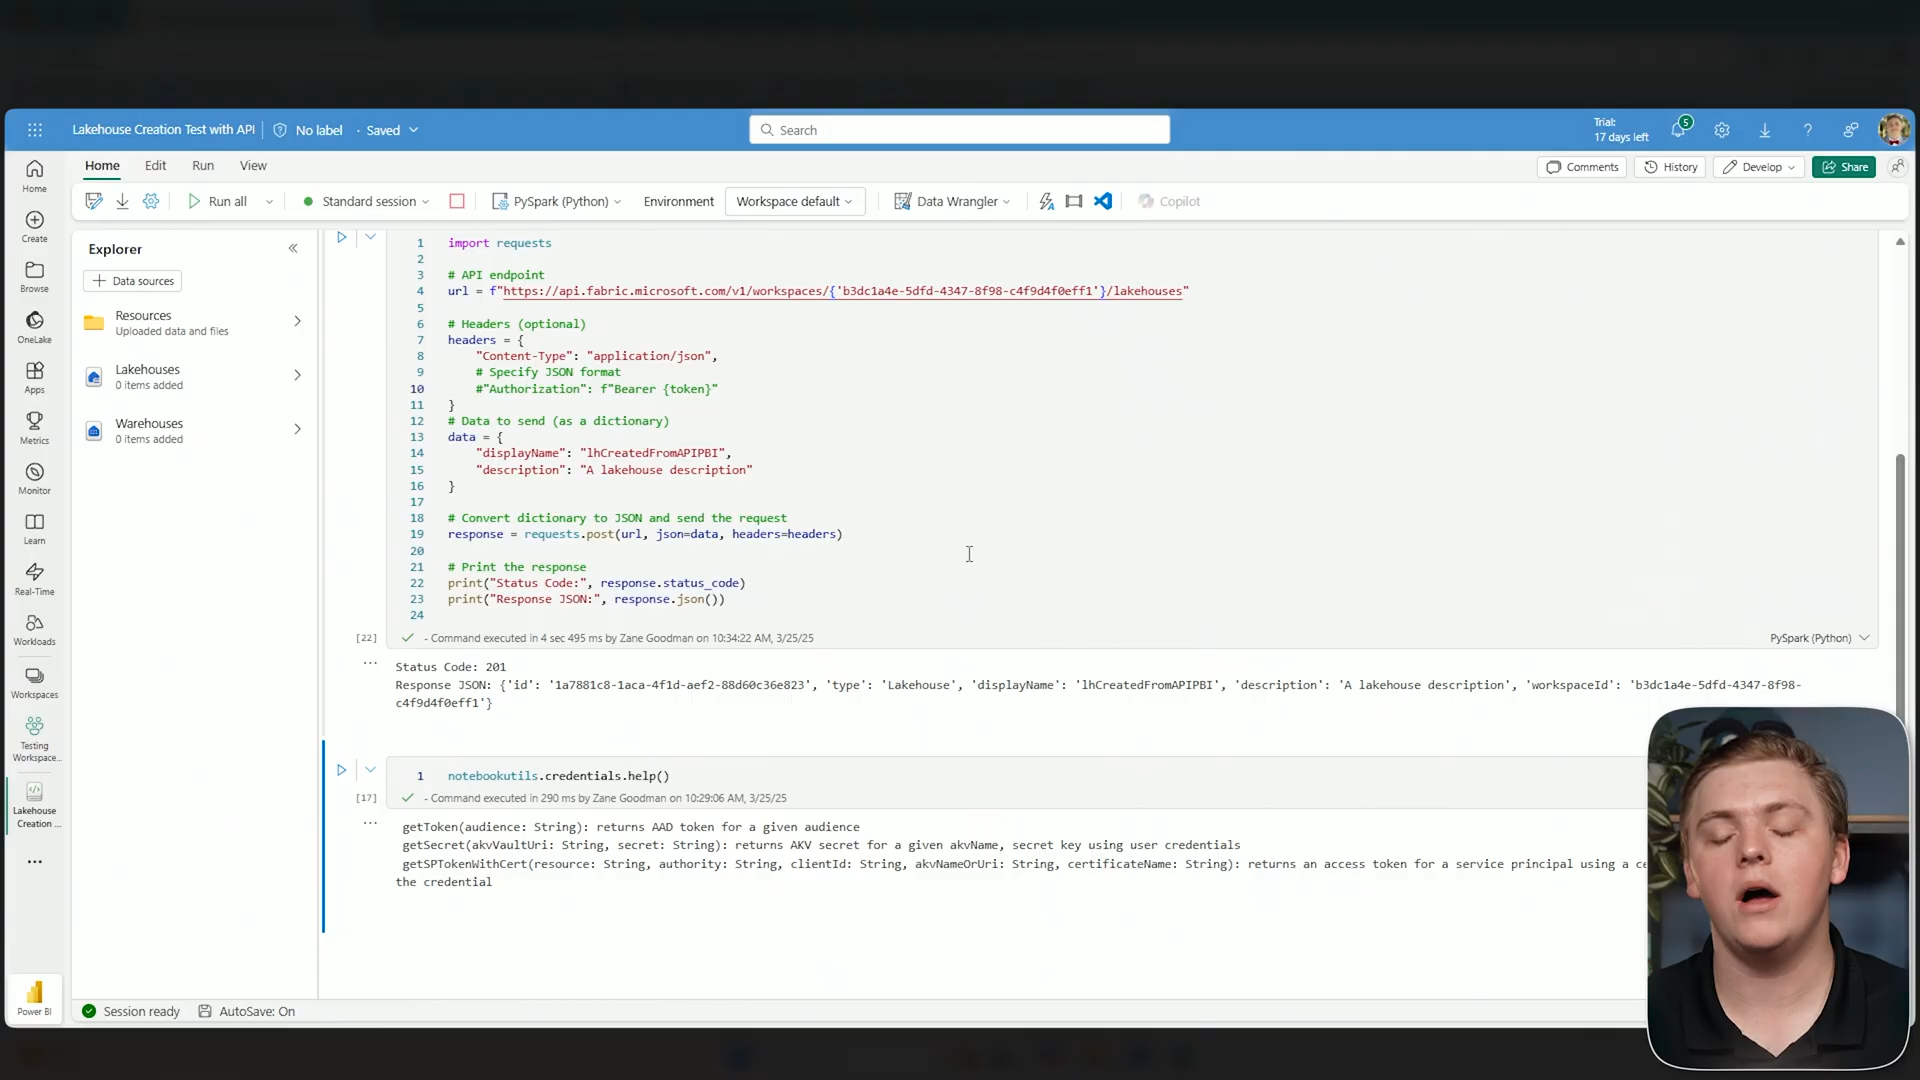 Lakehouse Creation Test with API
No label
Saved
Search
Trial:
17 days left
5
Home
Edit
Run
View
Comments
History
Develop
Share
Run all
Standard session
PySpark (Python)
Environment
Workspace default
Data Wrangler
Copilot
Home
Create
Browse
OneLake
Apps
Metrics
Monitor
Learn
Real-Time
Workloads
Workspaces
Testing
Workspace...
Lakehouse
Creation ...
Power BI
Explorer
Data sources
Resources
Uploaded data and files
Lakehouses
0 items added
Warehouses
0 items added
1 import requests
2
3 # API endpoint
4 url = f"https://api.fabric.microsoft.com/v1/workspaces/{'b3dc1a4e-5dfd-4347-8f98-c4f9d4f0eff1'}/lakehouses"
5
6 # Headers (optional)
7 headers = {
8 "Content-Type": "application/json",
9 # Specify JSON format
10 #"Authorization": f"Bearer {token}"
11 }
12 # Data to send (as a dictionary)
13 data = {
14 "displayName": "lhCreatedFromAPIPBI",
15 "description": "A lakehouse description"
16 }
17
18 # Convert dictionary to JSON and send the request
19 response = requests.post(url, json=data, headers=headers)
20
21 # Print the response
22 print("Status Code:", response.status_code)
23 print("Response JSON:", response.json())
24
[22] - Command executed in 4 sec 495 ms by Zane Goodman on 10:34:22 AM, 3/25/25
PySpark (Python)
Status Code: 201
Response JSON: {'id': '1a7881c8-1aca-4f1d-aef2-88d60c36e823', 'type': 'Lakehouse', 'displayName': 'lhCreatedFromAPIPBI', 'description': 'A lakehouse description', 'workspaceId': 'b3dc1a4e-5dfd-4347-8f98-
c4f9d4f0eff1'}
1 notebookutils.credentials.help()
[17] - Command executed in 290 ms by Zane Goodman on 10:29:06 AM, 3/25/25
getToken(audience: String): returns AAD token for a given audience
getSecret(akvVaultUri: String, secret: String): returns AKV secret for a given akvName, secret key using user credentials
getSPTokenWithCert(resource: String, authority: String, clientId: String, akvNameOrUri: String, certificateName: String): returns an access token for a service principal using a ce
the credential
Session ready
AutoSave: On